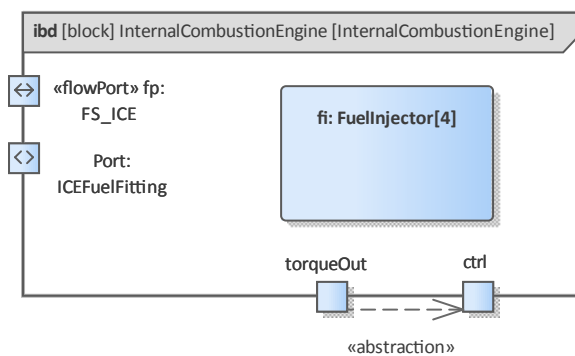 ibd [block] InternalCombustionEngine [InternalCombustionEngine]
«flowPort» fp:
FS_ICE
fi: FuelInjector[4]
Port:
ICEFuelFitting
torqueOut
ctrl
«abstraction»